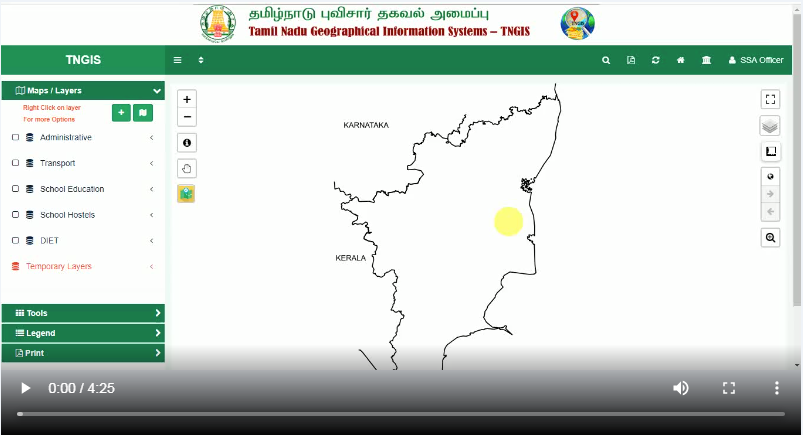 தமிழ்நாடு புவிசார் தகவல் அமைப்பு
Tamil Nadu Geographical Information Systems – TNGIS
TNGIS
SSA Officer
Maps / Layers
Right Click on layer
For more Options
Administrative
Transport
School Education
School Hostels
DIET
Temporary Layers
Tools
Legend
Print
KARNATAKA
KERALA
0:00 / 4:25